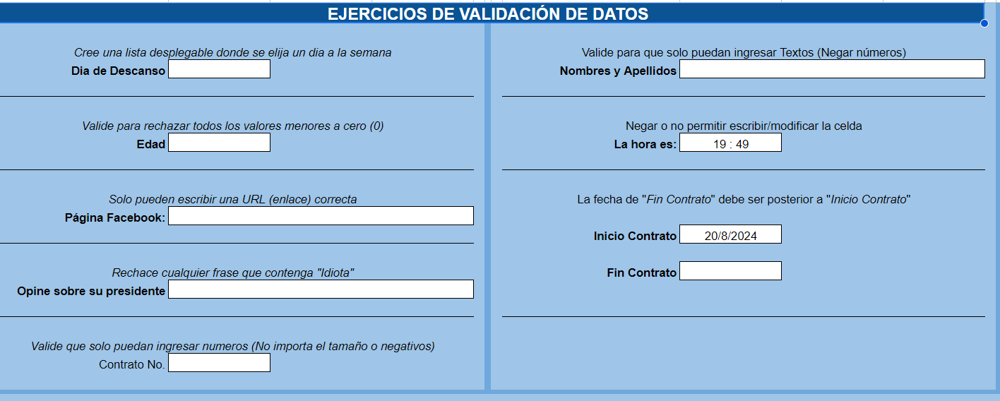 EJERCICIOS DE VALIDACIÓN DE DATOS
Cree una lista desplegable donde se elija un dia a la semana
Dia de Descanso
Valide para rechazar todos los valores menores a cero (0)
Edad
Solo pueden escribir una URL (enlace) correcta
Página Facebook:
Rechace cualquier frase que contenga "Idiota"
Opine sobre su presidente
Valide que solo puedan ingresar numeros (No importa el tamaño o negativos)
Contrato No.
Valide para que solo puedan ingresar Textos (Negar números)
Nombres y Apellidos
Negar o no permitir escribir/modificar la celda
La hora es: 19 : 49
La fecha de "Fin Contrato" debe ser posterior a "Inicio Contrato"
Inicio Contrato 20/8/2024
Fin Contrato